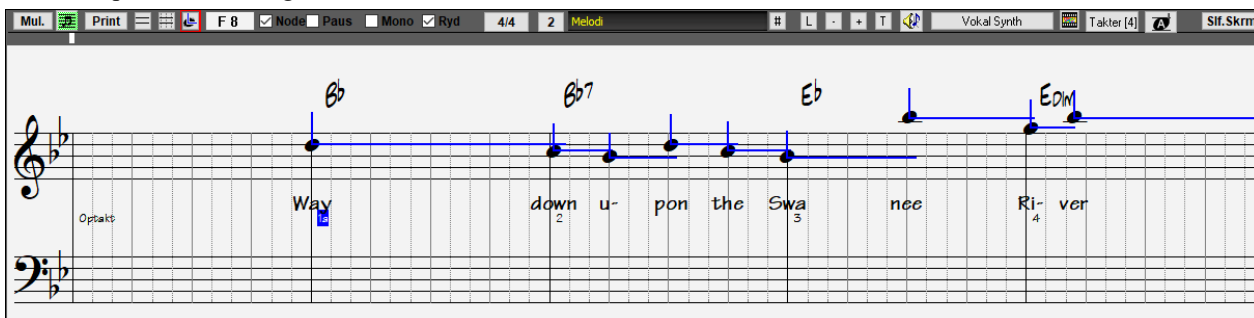 Mul. Print F 8 Node Paus Mono Ryd 4/4 2 Melodi # L - + T Vokal Synth Takter [4] A Slf.Skrm
Bb Bb7 Eb EDIM
Way down u- pon the Swa nee Ri- ver
Optakt 1a 2 3 4